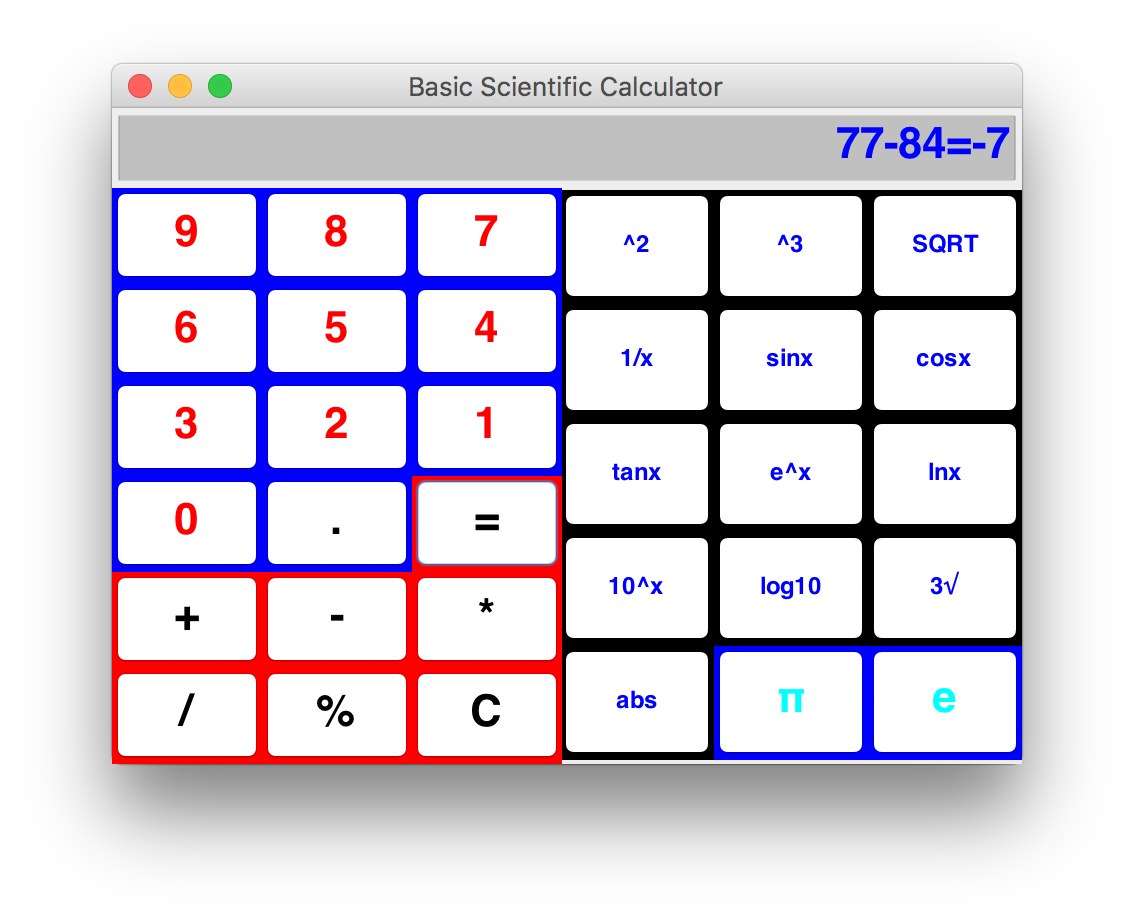 Basic Scientific Calculator
77-84=-7
9 8 7
6 5 4
3 2 1
0 . =
+ - *
/ % C
^2 ^3 SQRT
1/x sinx cosx
tanx e^x lnx
10^x log10 3√
abs π e